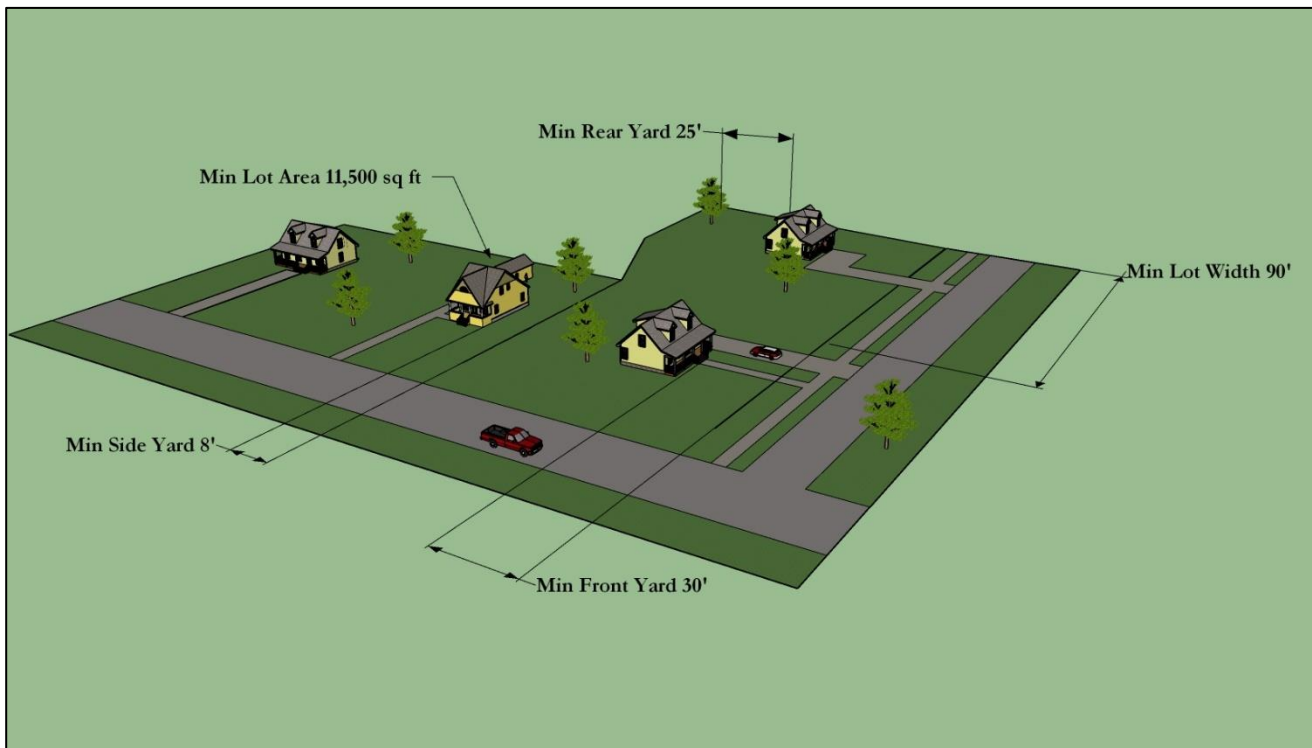 Min Rear Yard 25'
Min Lot Area 11,500 sq ft
Min Lot Width 90'
Min Side Yard 8'
Min Front Yard 30'